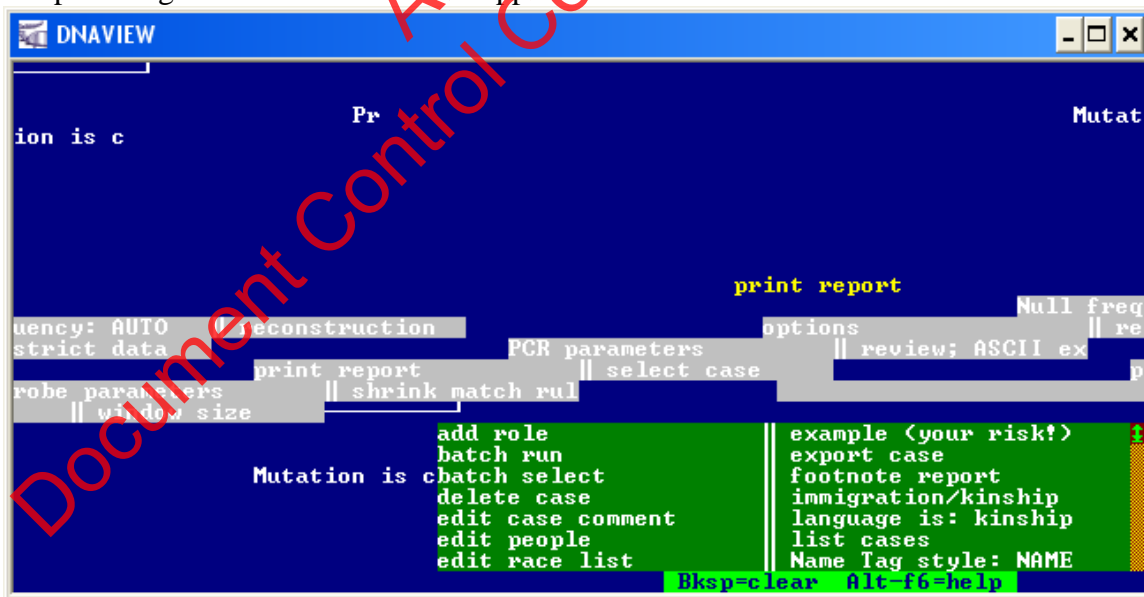 DNAVIEW
Pr Mutat
ion is c
print report
Null freq
uency: AUTO || reconstruction options || re
strict data PCR parameters || review; ASCII ex
print report || select case p
robe parameters || shrink match rul
|| window size
add role || example (your risk!)
batch run || export case
Mutation is c batch select || footnote report
delete case || immigration/kinship
edit case comment || language is: kinship
edit people || list cases
edit race list || Name Tag style: NAME
Bksp=clear Alt-f6=help
Document Control